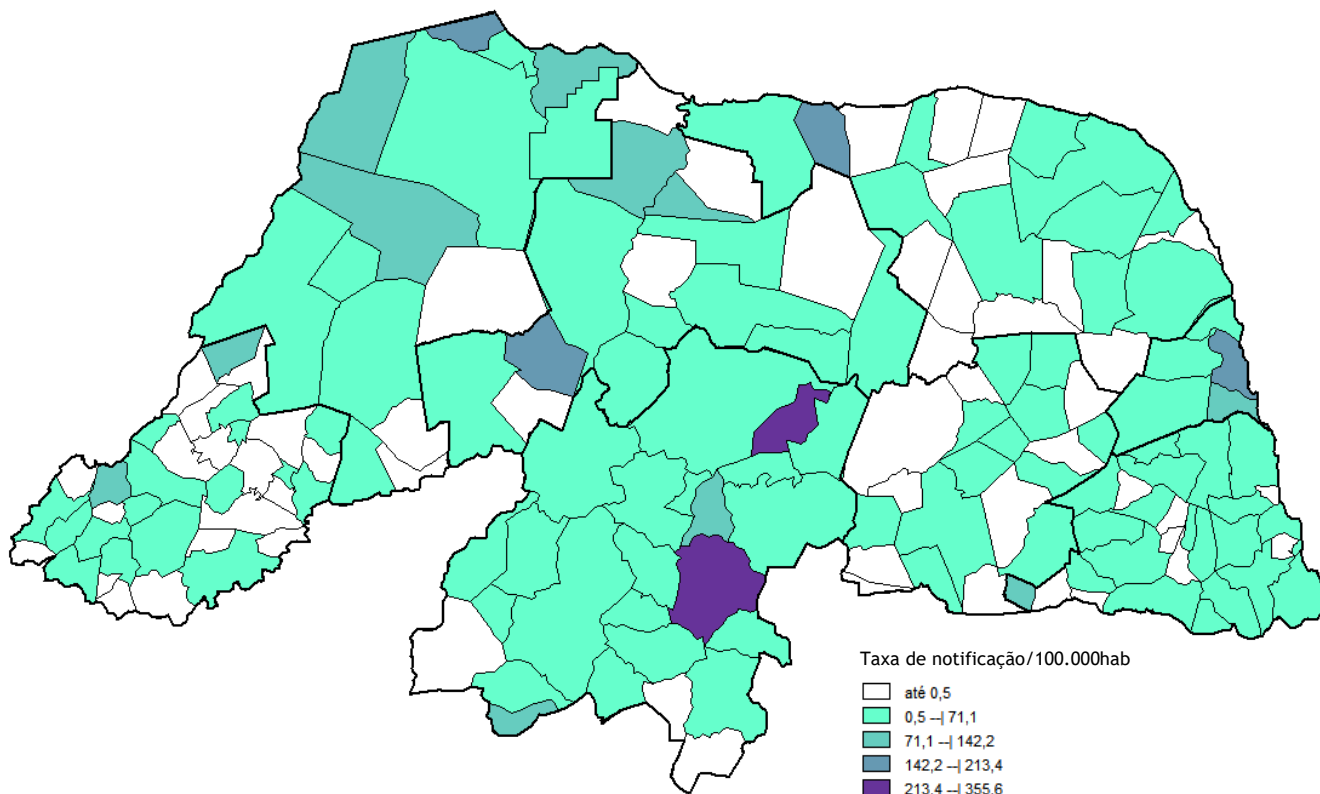 Taxa de notificação/100.000hab
até 0,5
0,5 --| 71,1
71,1 --| 142,2
142,2 --| 213,4
213,4 --| 355,6